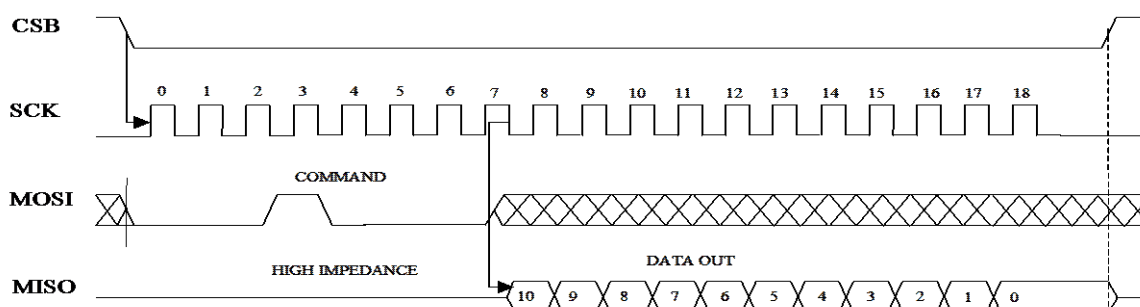 CSB
0 1 2 3 4 5 6 7 8 9 10 11 12 13 14 15 16 17 18
SCK
COMMAND
MOSI
HIGH IMPEDANCE DATA OUT
MISO
10 9 8 7 6 5 4 3 2 1 0